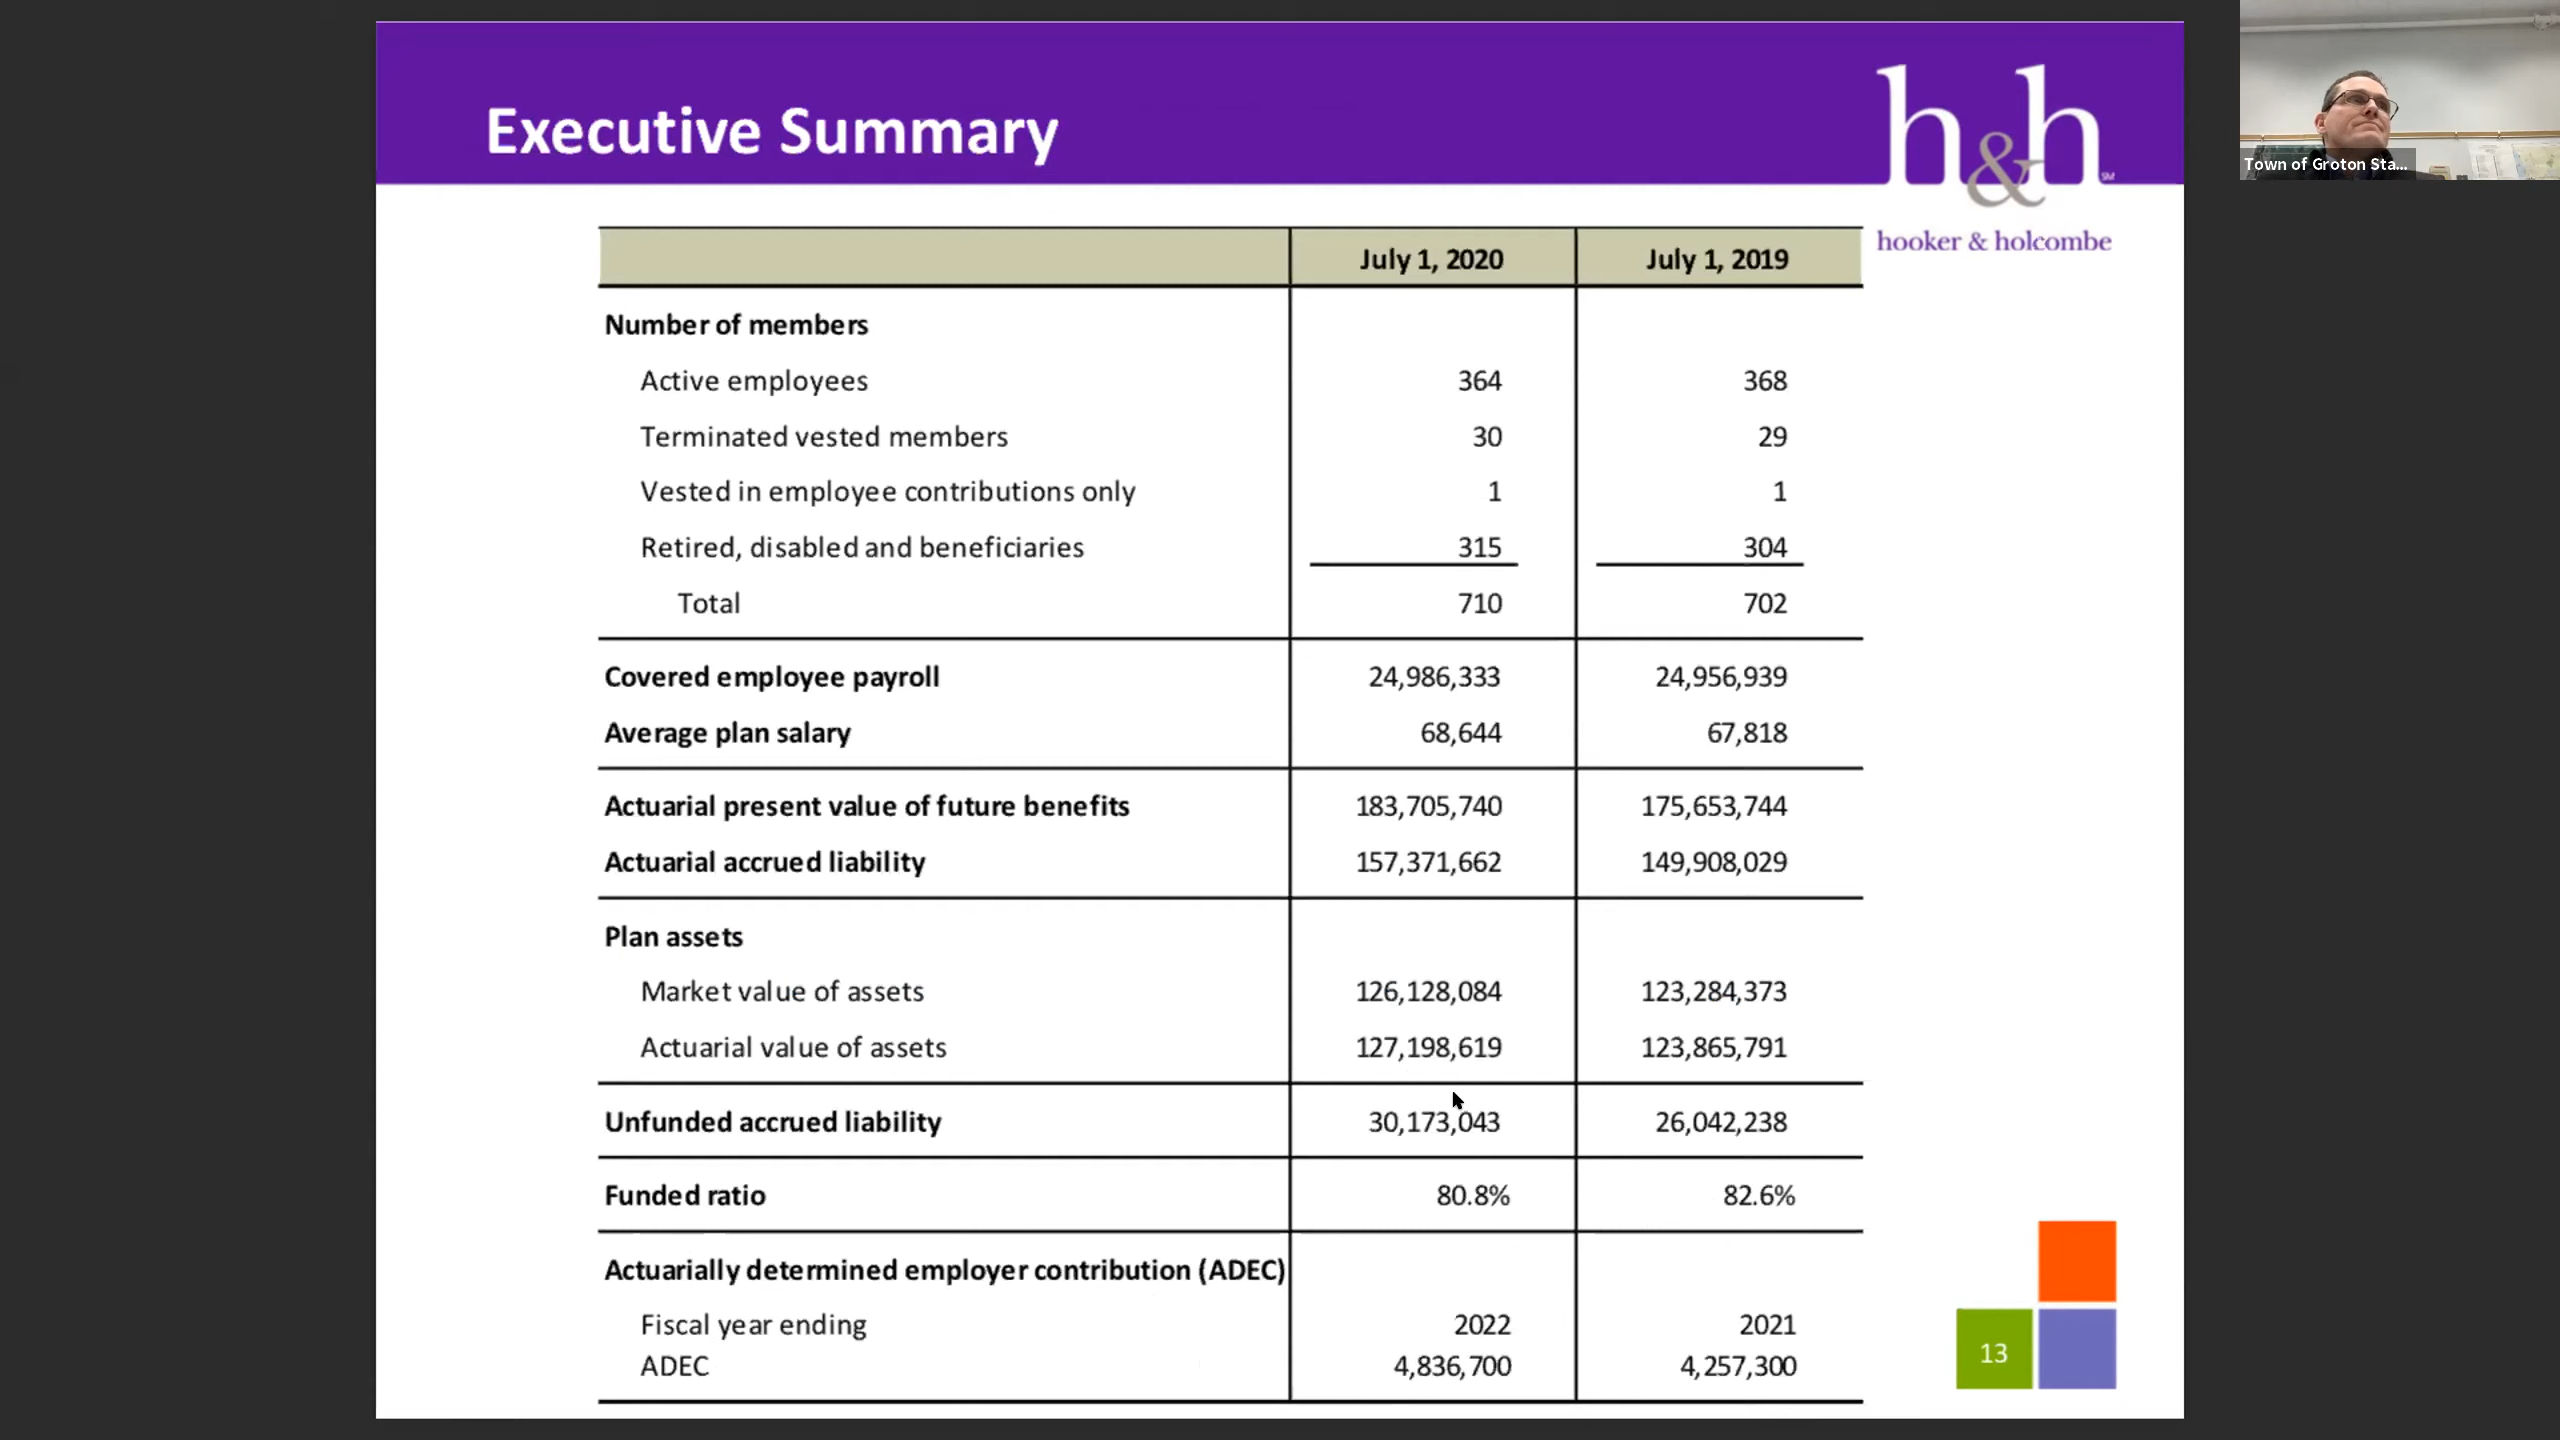 Executive Summary
h&h
SM
hooker & holcombe
Town of Groton Sta...
July 1, 2020 July 1, 2019
Number of members
Active employees 364 368
Terminated vested members 30 29
Vested in employee contributions only 1 1
Retired, disabled and beneficiaries 315 304
Total 710 702
Covered employee payroll 24,986,333 24,956,939
Average plan salary 68,644 67,818
Actuarial present value of future benefits 183,705,740 175,653,744
Actuarial accrued liability 157,371,662 149,908,029
Plan assets
Market value of assets 126,128,084 123,284,373
Actuarial value of assets 127,198,619 123,865,791
Unfunded accrued liability 30,173,043 26,042,238
Funded ratio 80.8% 82.6%
Actuarially determined employer contribution (ADEC)
Fiscal year ending 2022 2021
ADEC 4,836,700 4,257,300
13